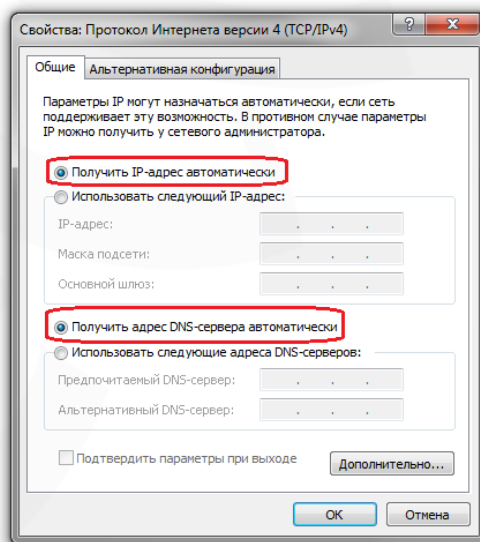 Свойства: Протокол Интернета версии 4 (TCP/IPv4)
Общие
Альтернативная конфигурация
Параметры IP могут назначаться автоматически, если сеть
поддерживает эту возможность. В противном случае параметры
IP можно получить у сетевого администратора.
Получить IP-адрес автоматически
Использовать следующий IP-адрес:
IP-адрес:
Маска подсети:
Основной шлюз:
Получить адрес DNS-сервера автоматически
Использовать следующие адреса DNS-серверов:
Предпочитаемый DNS-сервер:
Альтернативный DNS-сервер:
Подтвердить параметры при выходе
Дополнительно...
ОК
Отмена